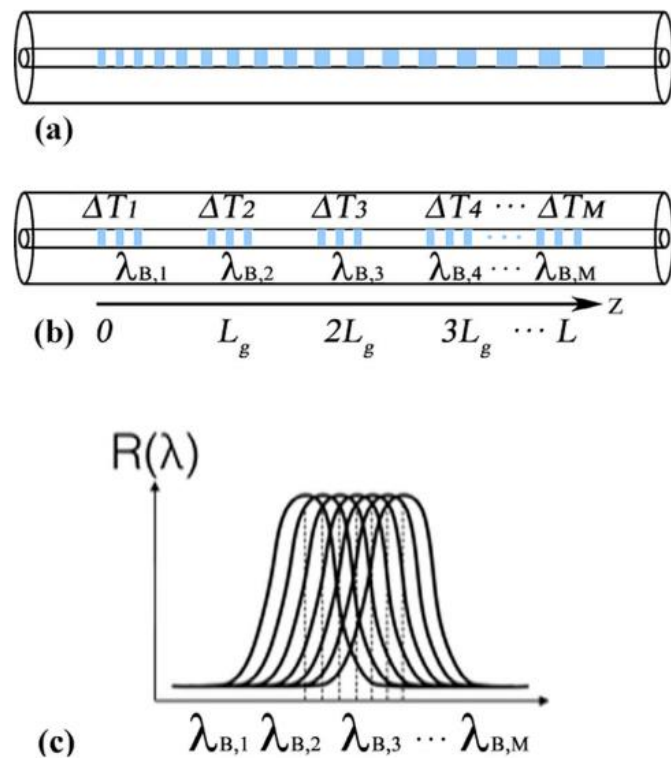 (a)
ΔT1 ΔT2 ΔT3 ΔT4 ··· ΔTM
λB,1 λB,2 λB,3 λB,4 ··· λB,M
z
(b) 0 Lg 2Lg 3Lg ··· L
R(λ)
(c) λB,1 λB,2 λB,3 ··· λB,M